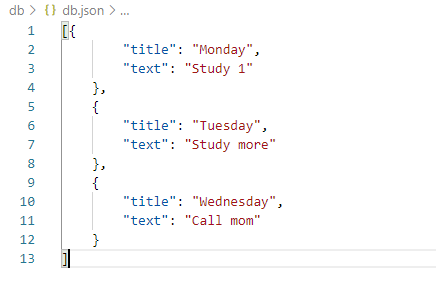 db > {} db.json > ...
1 [{
2 "title": "Monday",
3 "text": "Study 1"
4 },
5 {
6 "title": "Tuesday",
7 "text": "Study more"
8 },
9 {
10 "title": "Wednesday",
11 "text": "Call mom"
12 }
13 ]